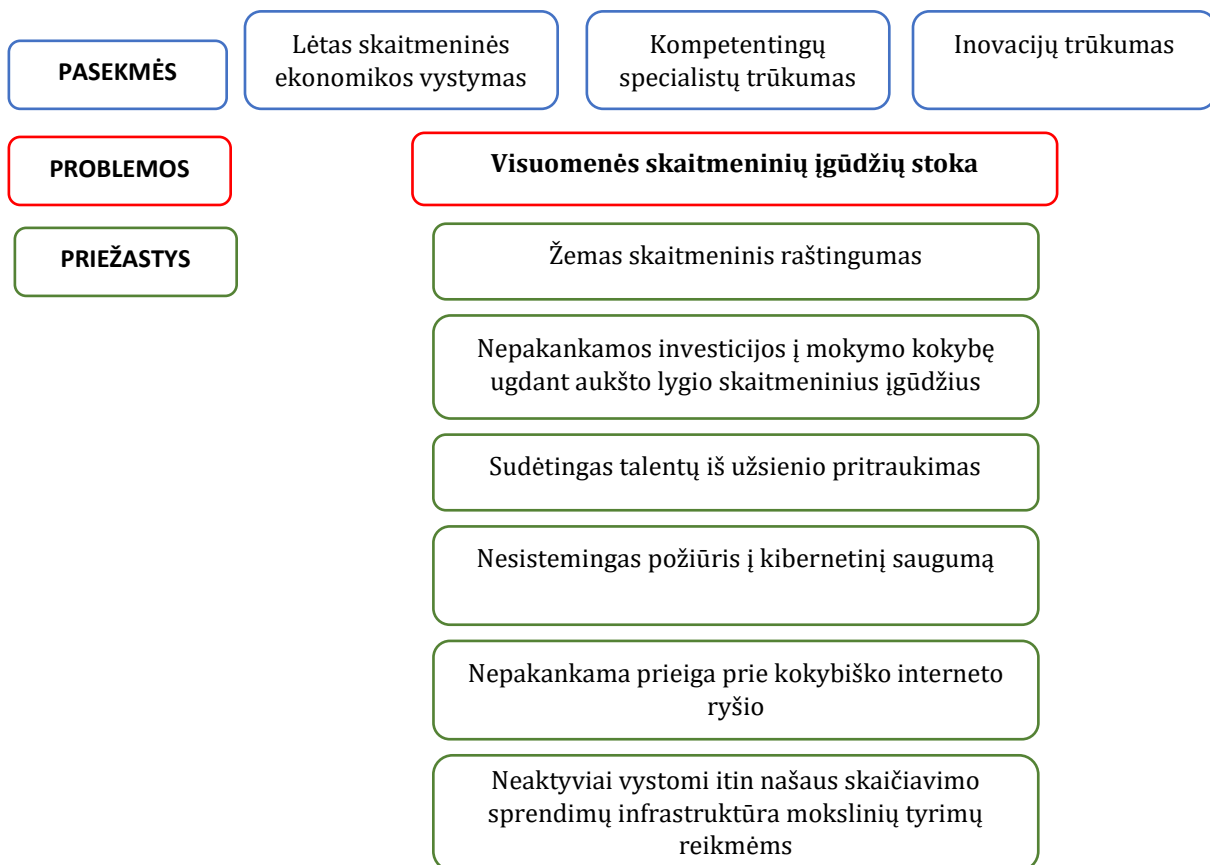 PASEKMĖS
Lėtas skaitmeninės
ekonomikos vystymas
Kompetentingų
specialistų trūkumas
Inovacijų trūkumas
PROBLEMOS
Visuomenės skaitmeninių įgūdžių stoka
PRIEŽASTYS
Žemas skaitmeninis raštingumas
Nepakankamos investicijos į mokymo kokybę
ugdant aukšto lygio skaitmeninius įgūdžius
Sudėtingas talentų iš užsienio pritraukimas
Nesistemingas požiūris į kibernetinį saugumą
Nepakankama prieiga prie kokybiško interneto
ryšio
Neaktyviai vystomi itin našaus skaičiavimo
sprendimų infrastruktūra mokslinių tyrimų
reikmėms